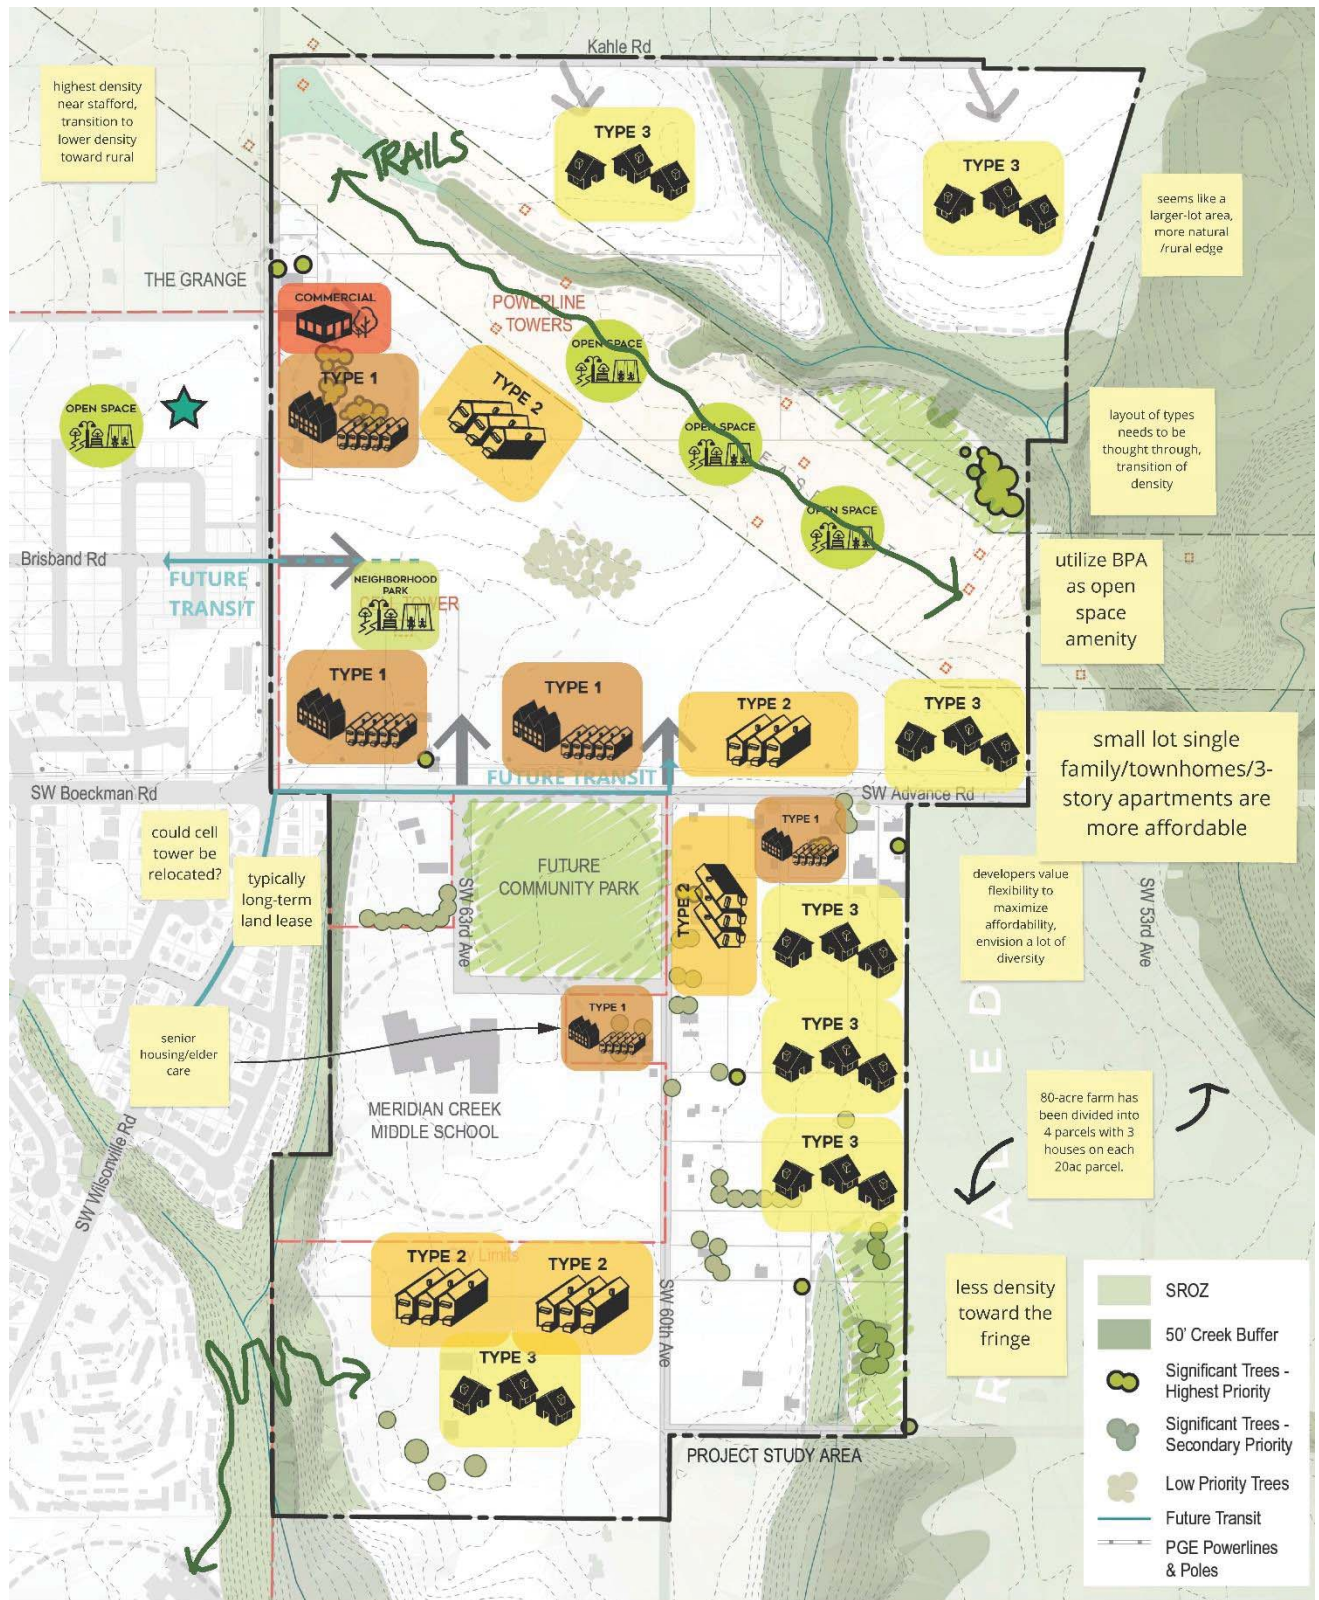 Kahle Rd
highest density
near stafford,
transition to
lower density
toward rural
TRAILS
TYPE 3
TYPE 3
seems like a
larger-lot area,
more natural
/rural edge
THE GRANGE
COMMERCIAL
POWERLINE
TOWERS
OPEN SPACE
TYPE 1
TYPE 2
OPEN SPACE
OPEN SPACE
layout of types
needs to be
thought through,
transition of
density
OPEN SPACE
Brisband Rd
FUTURE
TRANSIT
NEIGHBORHOOD
PARK
CELL TOWER
utilize BPA
as open
space
amenity
TYPE 1
TYPE 1
TYPE 2
TYPE 3
FUTURE TRANSIT
small lot single
family/townhomes/3-
story apartments are
more affordable
SW Boeckman Rd
SW Advance Rd
could cell
tower be
relocated?
typically
long-term
land lease
FUTURE
COMMUNITY PARK
SW 63rd Ave
TYPE 1
TYPE 2
TYPE 3
developers value
flexibility to
maximize
affordability,
envision a lot of
diversity
SW 53rd Ave
senior
housing/elder
care
TYPE 1
TYPE 3
MERIDIAN CREEK
MIDDLE SCHOOL
80-acre farm has
been divided into
4 parcels with 3
houses on each
20ac parcel.
TYPE 3
SW Wilsonville Rd
TYPE 2
Limits
TYPE 2
SW 60th Ave
TYPE 3
less density
toward the
fringe
PROJECT STUDY AREA
SROZ
50' Creek Buffer
Significant Trees -
Highest Priority
Significant Trees -
Secondary Priority
Low Priority Trees
Future Transit
PGE Powerlines
& Poles